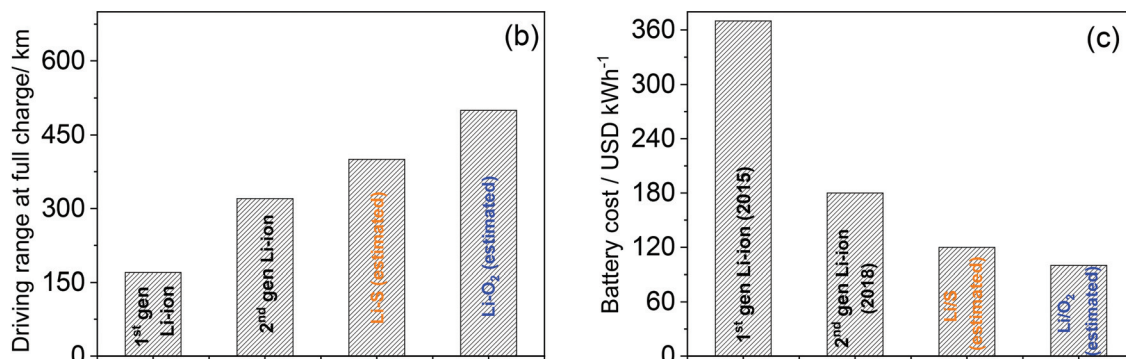 Driving range at full charge/ km
600
450
300
150
0
(b)
1st gen
Li-ion
2nd gen Li-ion
Li-S (estimated)
Li-O2 (estimated)
Battery cost / USD kWh-1
360
300
240
180
120
60
0
(c)
1st gen Li-ion (2015)
2nd gen Li-ion
(2018)
Li/S
(estimated)
Li/O2
(estimated)